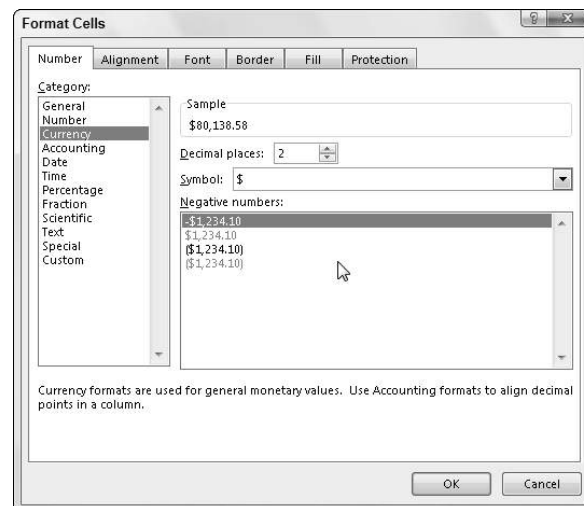 Format Cells
Number Alignment Font Border Fill Protection
Category:
General
Number
Currency
Accounting
Date
Time
Percentage
Fraction
Scientific
Text
Special
Custom
Sample
$80,138.58
Decimal places: 2
Symbol: $
Negative numbers:
-$1,234.10
$1,234.10
($1,234.10)
($1,234.10)
Currency formats are used for general monetary values. Use Accounting formats to align decimal
points in a column.
OK Cancel